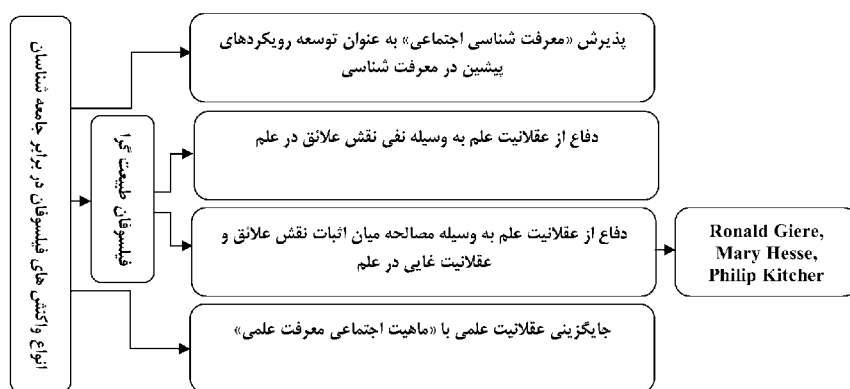 انواع واکنش های فیلسوفان در برابر جامعه شناسان
پذیرش «معرفت شناسی اجتماعی» به عنوان توسعه رویکردهای
پیشین در معرفت شناسی
فیلسوفان طبیعت گرا
دفاع از عقلانیت علم به وسیله نفی نقش علائق در علم
دفاع از عقلانیت علم به وسیله مصالحه میان اثبات نقش علائق و
عقلانیت غایی در علم
Ronald Giere,
Mary Hesse,
Philip Kitcher
جایگزینی عقلانیت علمی با «ماهیت اجتماعی معرفت علمی»